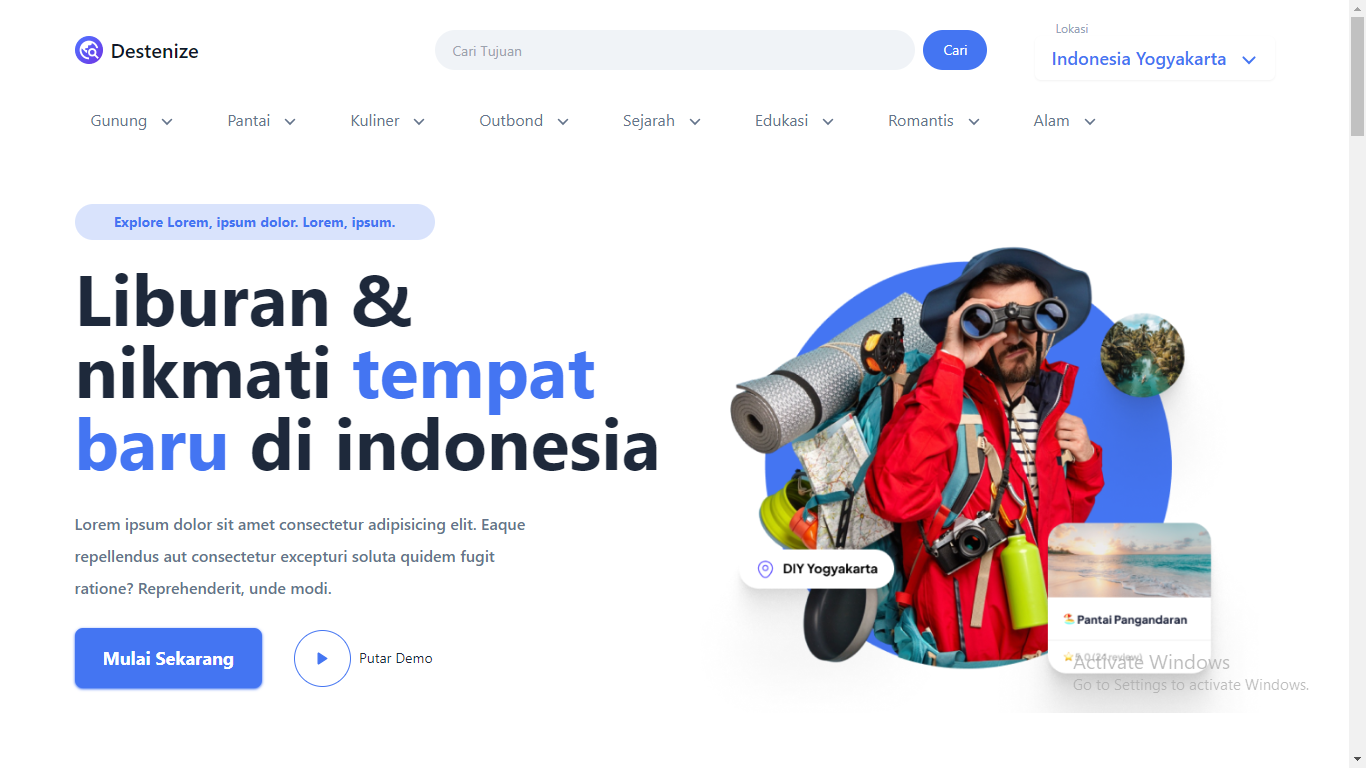 Destenize
Cari Tujuan
Cari
Lokasi
Indonesia Yogyakarta
Gunung
Pantai
Kuliner
Outbond
Sejarah
Edukasi
Romantis
Alam
Explore Lorem, ipsum dolor. Lorem, ipsum.
Liburan &
nikmati tempat
baru di indonesia
Lorem ipsum dolor sit amet consectetur adipisicing elit. Eaque
repellendus aut consectetur excepturi soluta quidem fugit
ratione? Reprehenderit, unde modi.
Mulai Sekarang
Putar Demo
DIY Yogyakarta
Pantai Pangandaran
Activate Windows
Go to Settings to activate Windows.